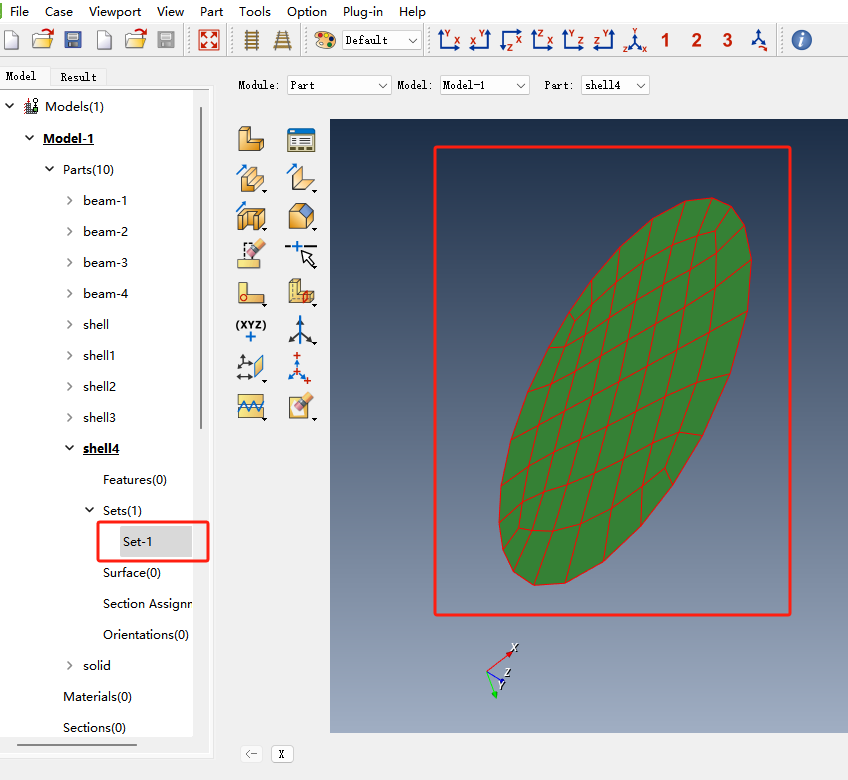 File Case Viewport View Part Tools Option Plug-in Help
Default Y X X Y Z X Z X Y Z Z Y Y Z X 1 2 3 i
Model Result
Module: Part Model: Model-1 Part: shell4
Models(1)
Model-1
Parts(10)
beam-1
beam-2
beam-3
beam-4
shell
shell1
shell2
shell3
shell4
Features(0)
Sets(1)
Set-1
Surface(0)
Section Assignr
Orientations(0)
solid
Materials(0)
Sections(0)
(XYZ)
X
Z
Y
<- X